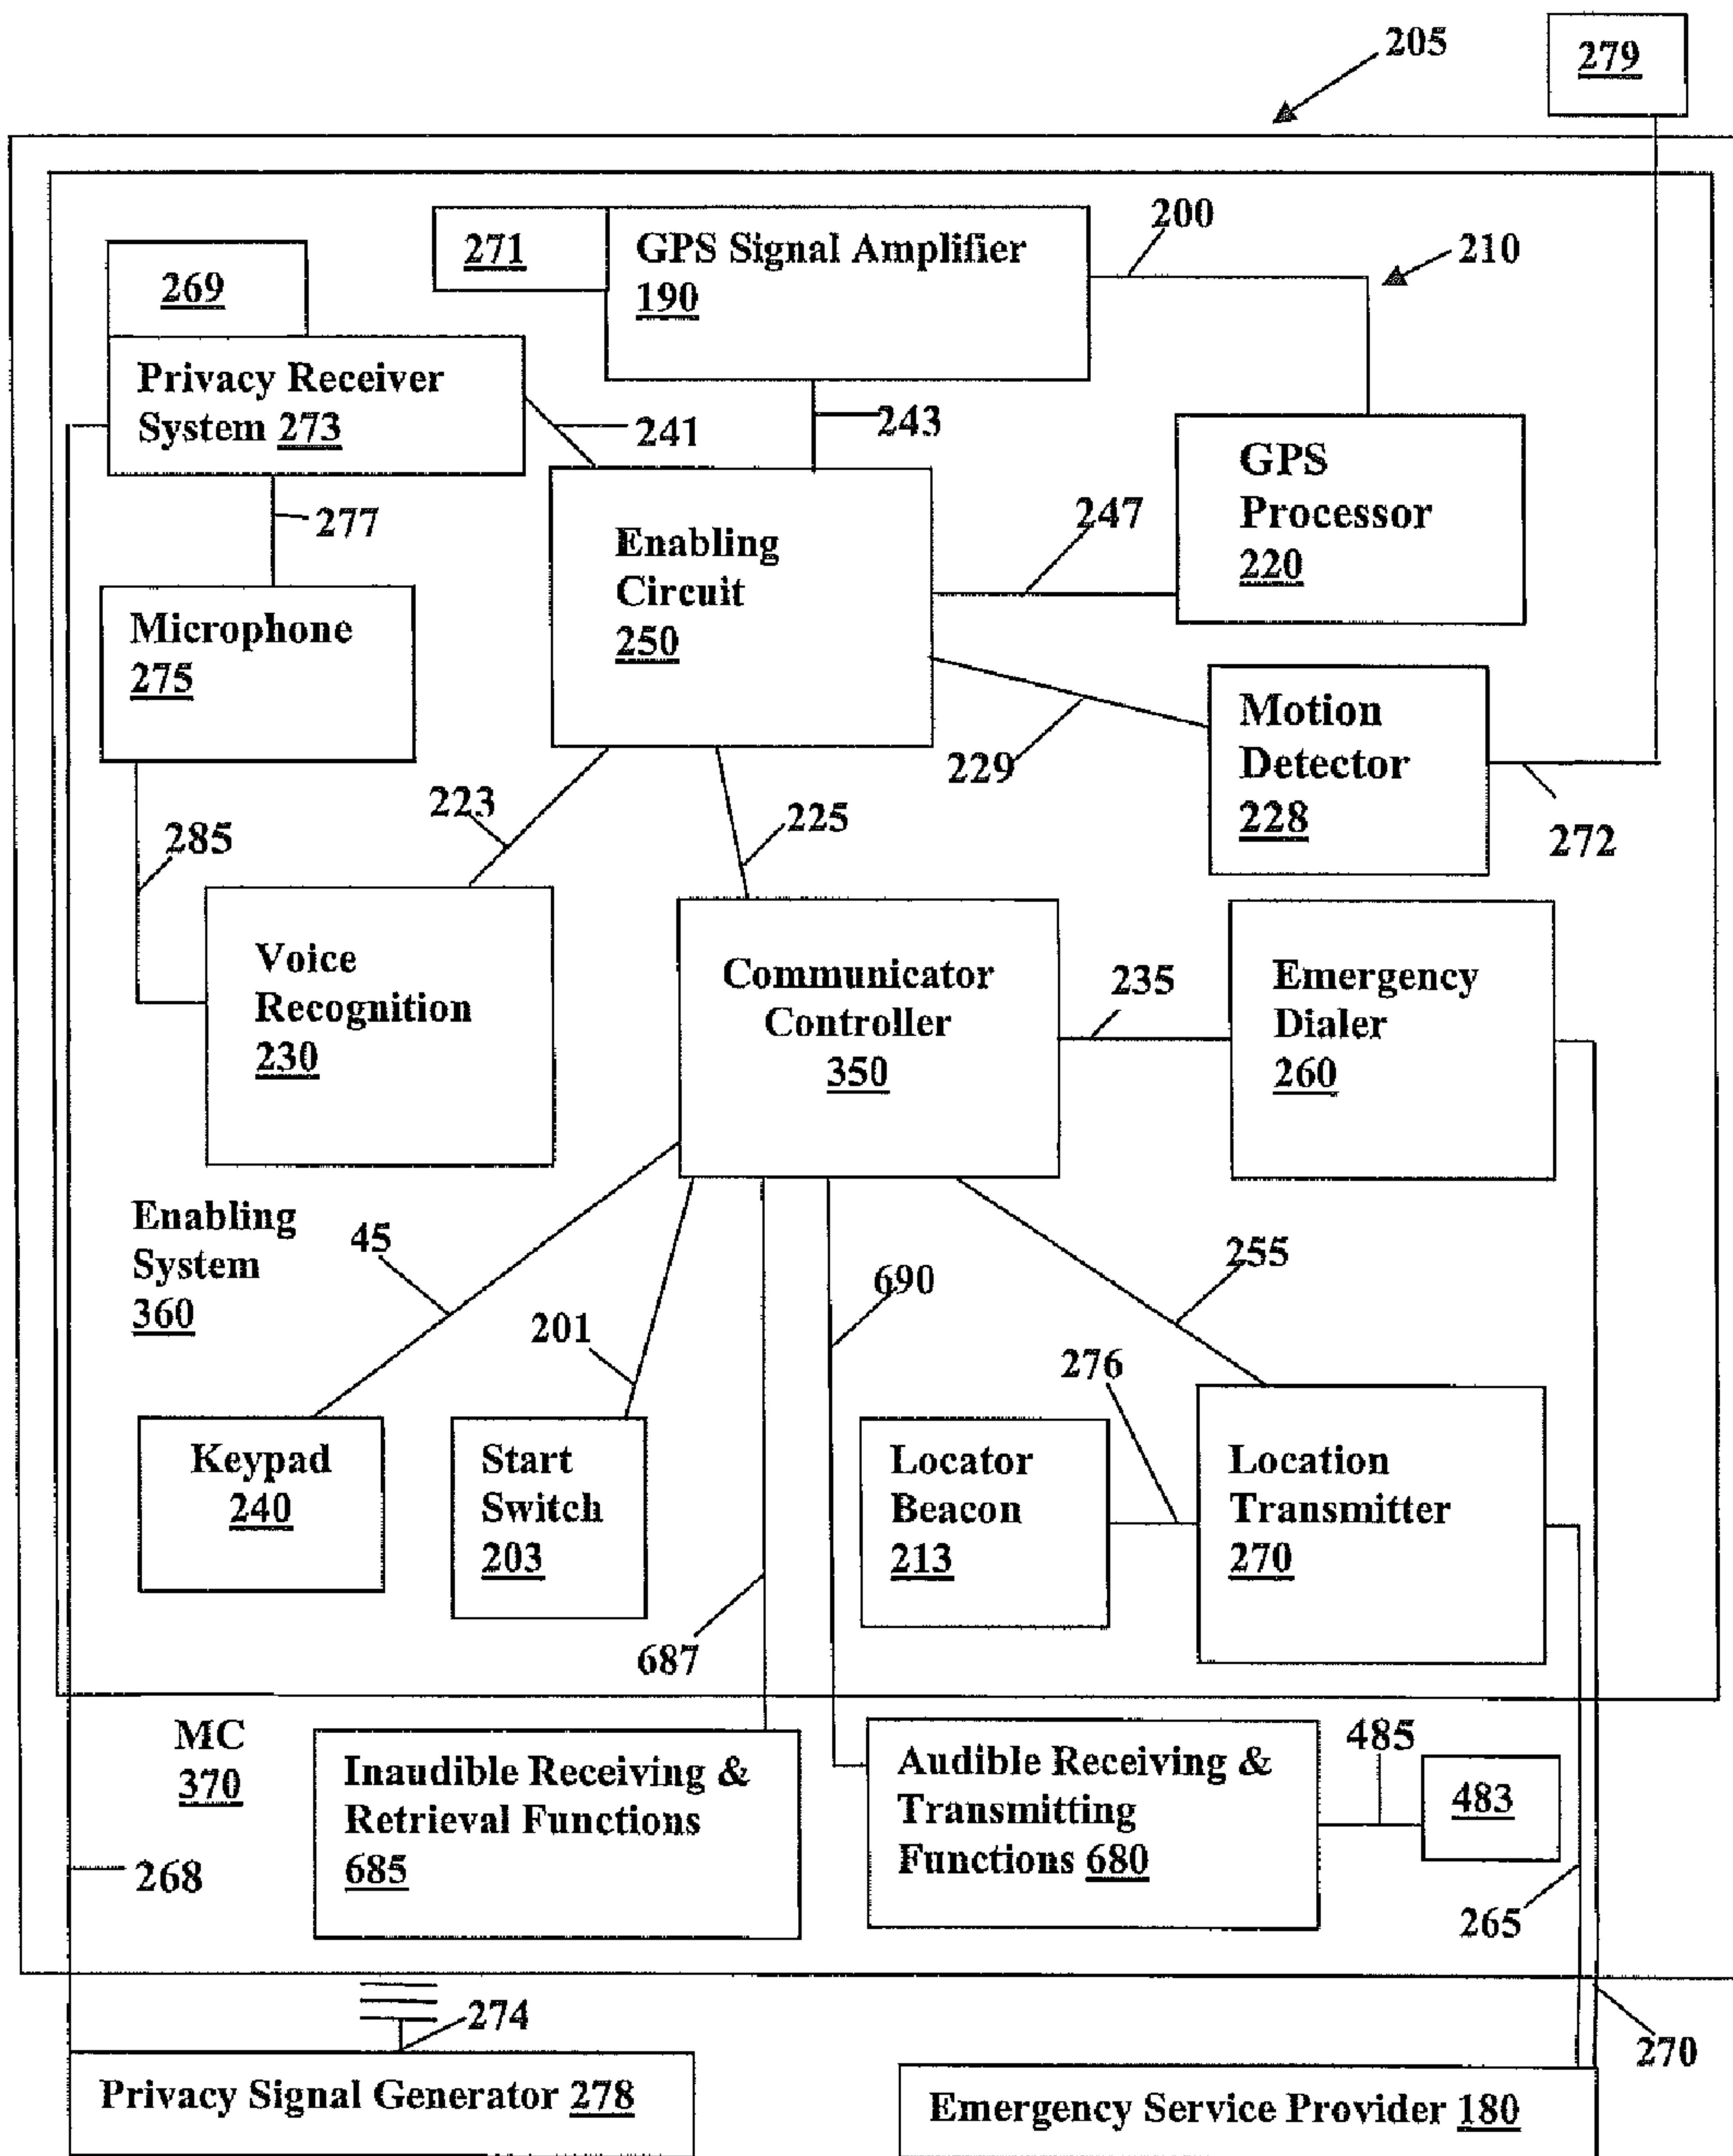 205
279
200
271
GPS Signal Amplifier
190
210
269
Privacy Receiver
System 273
241
243
GPS
Processor
220
277
247
Enabling
Circuit
250
Microphone
275
Motion
Detector
228
229
223
225
285
272
Voice
Recognition
230
Communicator
Controller
350
235
Emergency
Dialer
260
Enabling
System
360
45
690
255
201
276
Keypad
240
Start
Switch
203
Locator
Beacon
213
Location
Transmitter
270
687
MC
370
Inaudible Receiving &
Retrieval Functions
685
Audible Receiving &
Transmitting
Functions 680
485
483
268
265
274
270
Privacy Signal Generator 278
Emergency Service Provider 180